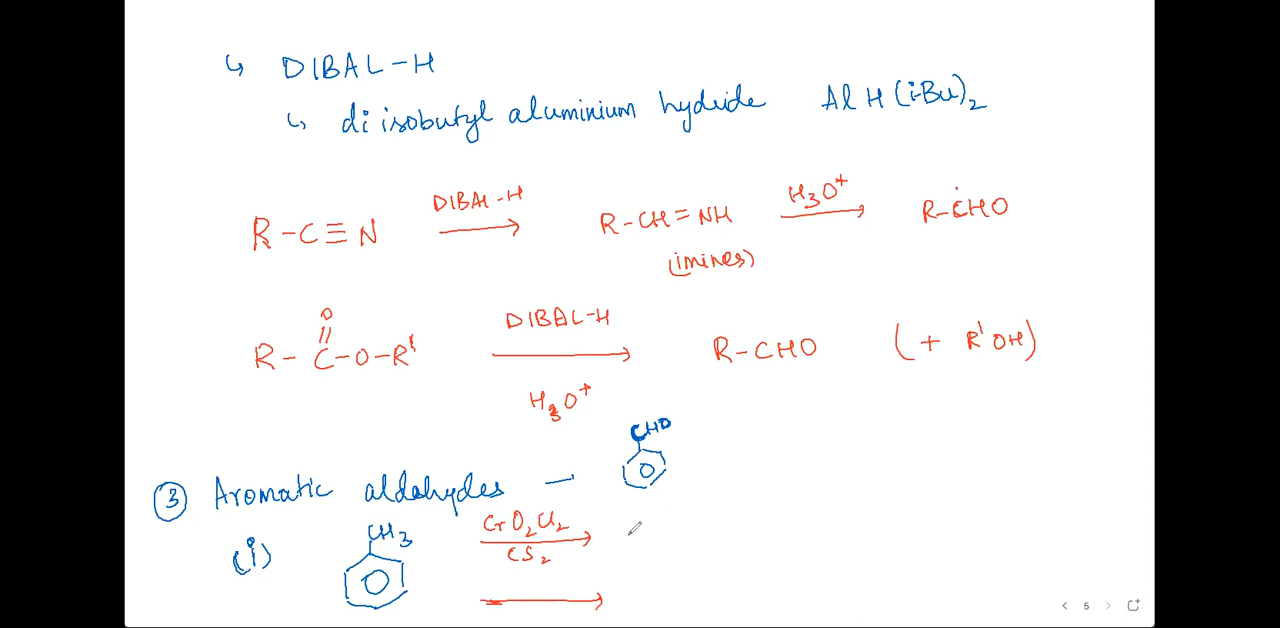 ↳ DIBAL-H
↳ di isobutyl aluminium hydride AlH(i-Bu)₂
R-C≡N DIBAL-H R-CH=NH H₃O⁺ R-CHO
(imines)
O
||
R-C-O-R' DIBAL-H R-CHO (+ R'OH)
H₃O⁺
CHO
③ Aromatic aldehydes —
(i) CH₃ CrO₂Cl₂
CS₂
< 5 >